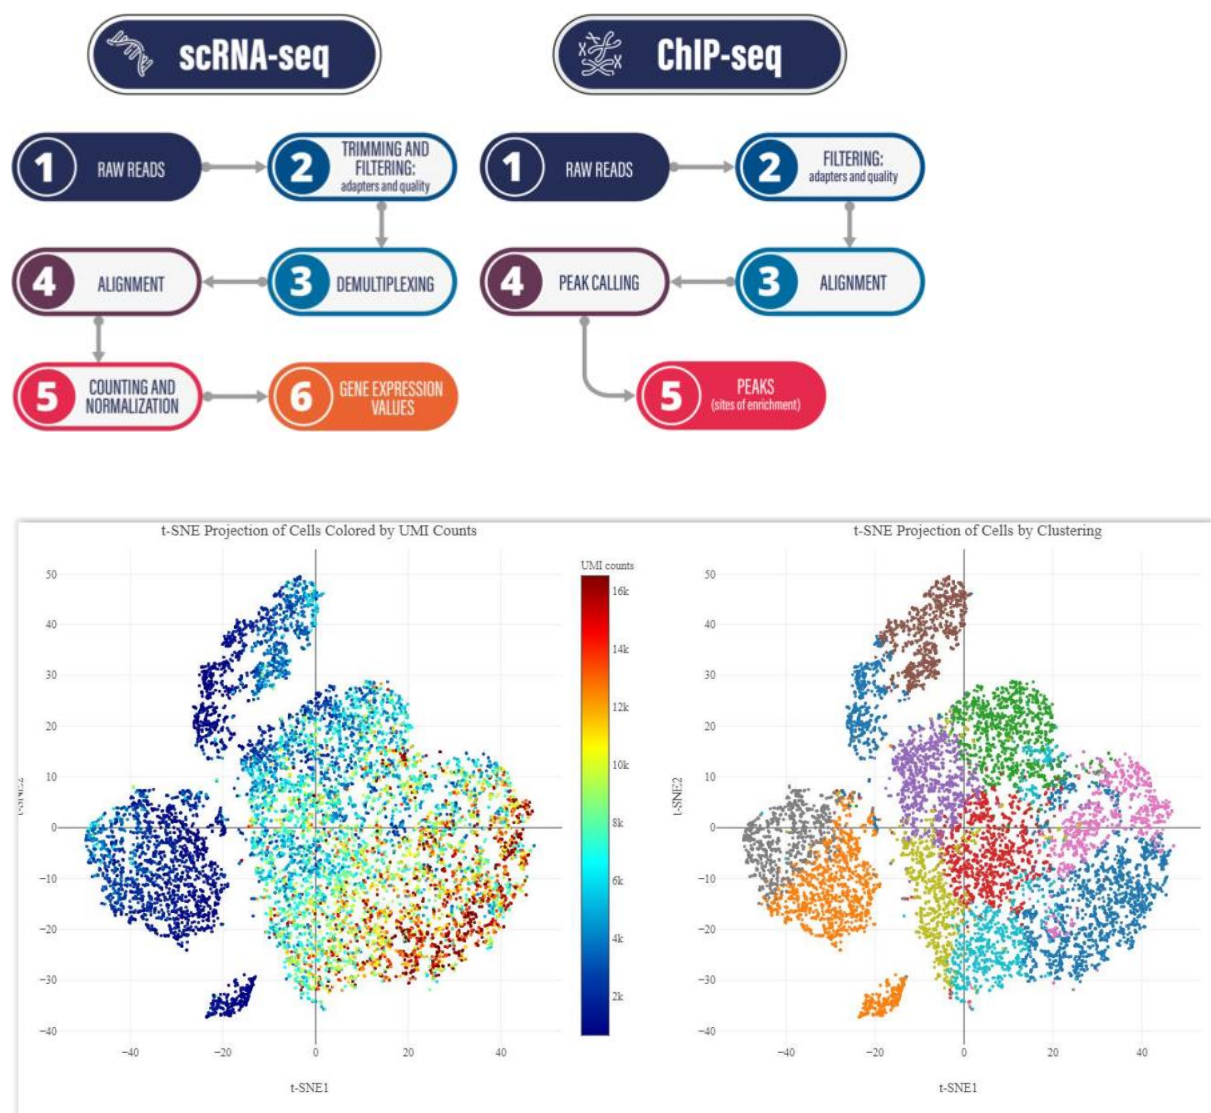 scRNA-seq
ChIP-seq
1 RAW READS
2 TRIMMING AND
FILTERING:
adapters and quality
3 DEMULTIPLEXING
4 ALIGNMENT
5 COUNTING AND
NORMALIZATION
6 GENE EXPRESSION
VALUES
1 RAW READS
2 FILTERING:
adapters and quality
3 ALIGNMENT
4 PEAK CALLING
5 PEAKS
(sites of enrichment)
t-SNE Projection of Cells Colored by UMI Counts
50
40
30
20
10
0
−10
−20
−30
−40
−40 −20 0 20 40
t-SNE1
UMI counts
16k
14k
12k
10k
8k
6k
4k
2k
t-SNE Projection of Cells by Clustering
t-SNE2
50
40
30
20
10
0
−10
−20
−30
−40
−40 −20 0 20 40
t-SNE1